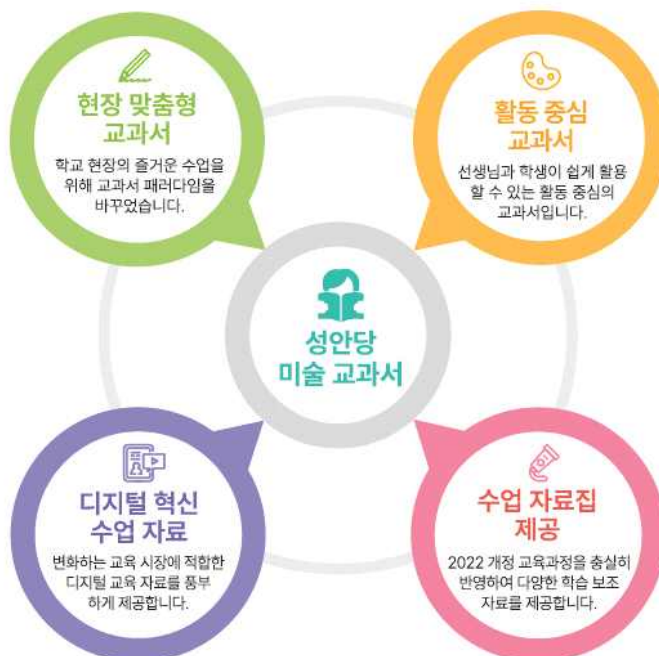 현장 맞춤형
교과서
학교 현장의 즐거운 수업을
위해 교과서 패러다임을
바꾸었습니다.
활동 중심
교과서
선생님과 학생이 쉽게 활용
할 수 있는 활동 중심의
교과서입니다.
성안당
미술 교과서
디지털 혁신
수업 자료
변화하는 교육 시장에 적합한
디지털 교육 자료를 풍부
하게 제공합니다.
수업 자료집
제공
2022 개정 교육과정을 충실히
반영하여 다양한 학습 보조
자료를 제공합니다.